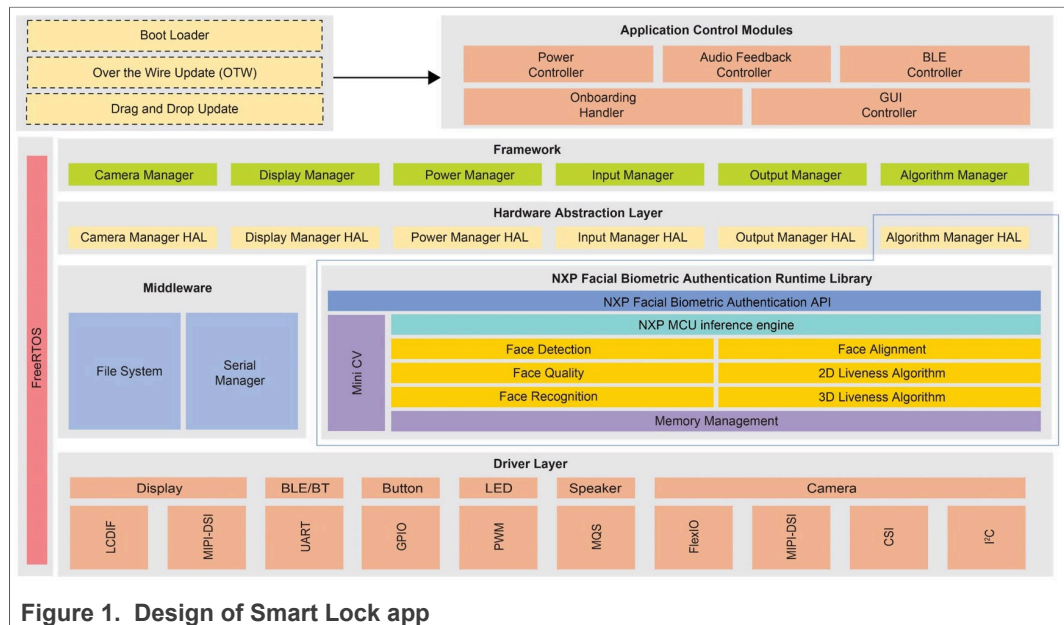 Boot Loader
Over the Wire Update (OTW)
Drag and Drop Update
Application Control Modules
Power
Controller
Audio Feedback
Controller
BLE
Controller
Onboarding
Handler
GUI
Controller
FreeRTOS
Framework
Camera Manager
Display Manager
Power Manager
Input Manager
Output Manager
Algorithm Manager
Hardware Abstraction Layer
Camera Manager HAL
Display Manager HAL
Power Manager HAL
Input Manager HAL
Output Manager HAL
Algorithm Manager HAL
Middleware
File System
Serial
Manager
NXP Facial Biometric Authentication Runtime Library
NXP Facial Biometric Authentication API
Mini CV
NXP MCU inference engine
Face Detection
Face Alignment
Face Quality
2D Liveness Algorithm
Face Recognition
3D Liveness Algorithm
Memory Management
Driver Layer
Display
BLE/BT
Button
LED
Speaker
Camera
LCDIF
MIPI-DSI
UART
GPIO
PWM
MQS
FlexIO
MIPI-DSI
CSI
I²C
Figure 1. Design of Smart Lock app